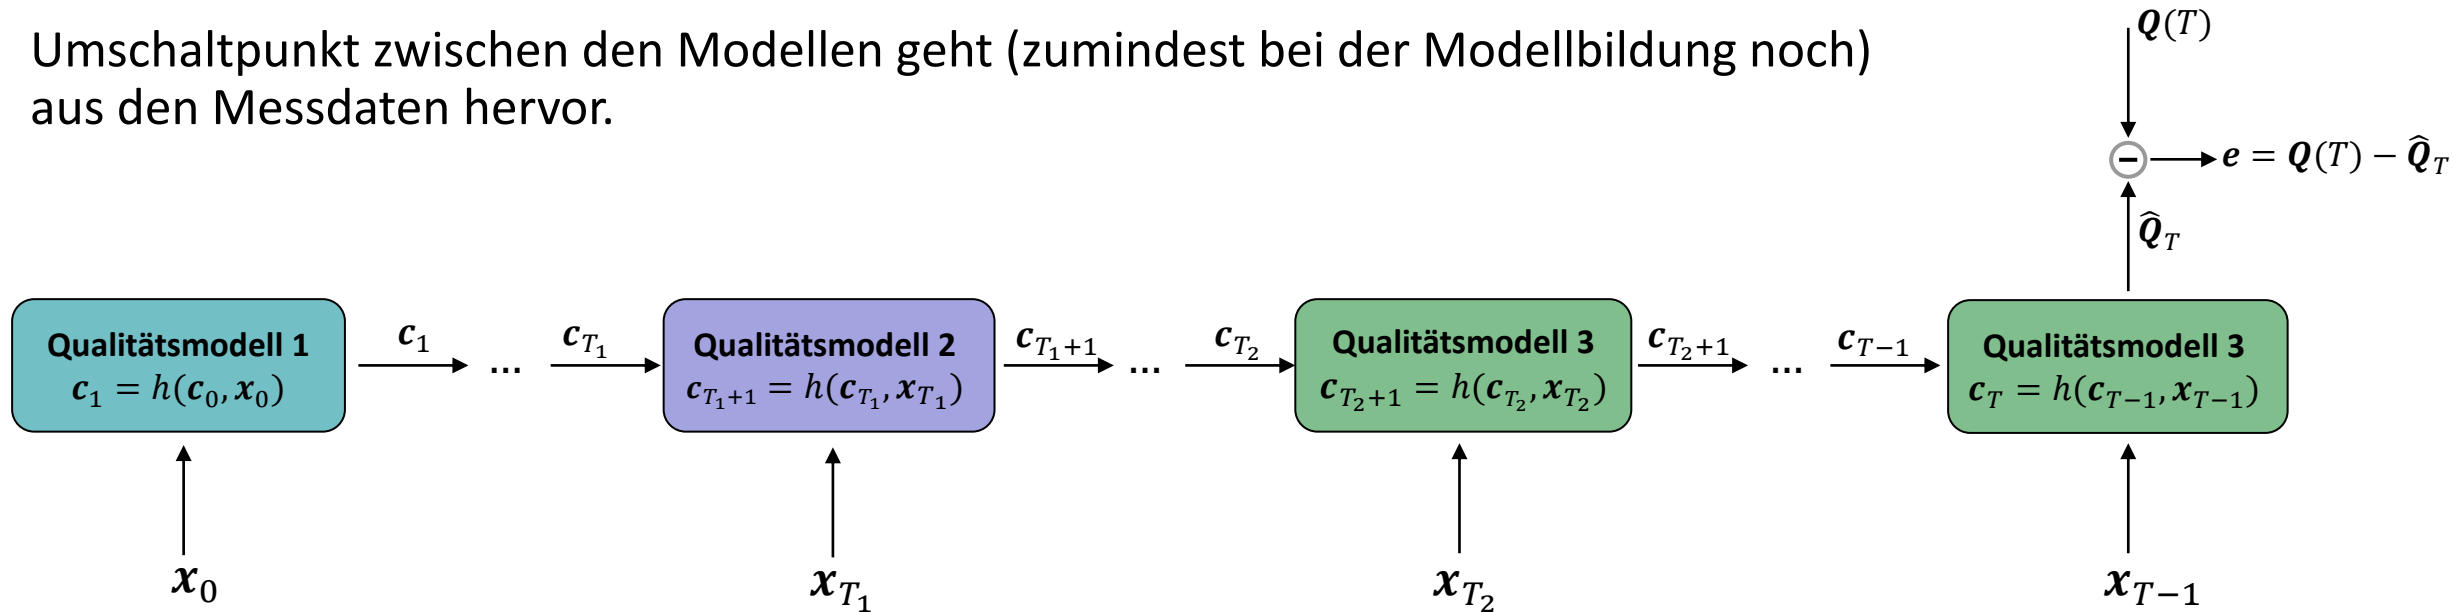 Umschaltpunkt zwischen den Modellen geht (zumindest bei der Modellbildung noch)
aus den Messdaten hervor.
Q(T)
e = Q(T) − Q̂_T
Q̂_T
Qualitätsmodell 1
c_1 = h(c_0, x_0)
c_1
...
c_{T_1}
Qualitätsmodell 2
c_{T_1+1} = h(c_{T_1}, x_{T_1})
c_{T_1+1}
...
c_{T_2}
Qualitätsmodell 3
c_{T_2+1} = h(c_{T_2}, x_{T_2})
c_{T_2+1}
...
c_{T−1}
Qualitätsmodell 3
c_T = h(c_{T−1}, x_{T−1})
x_0
x_{T_1}
x_{T_2}
x_{T−1}